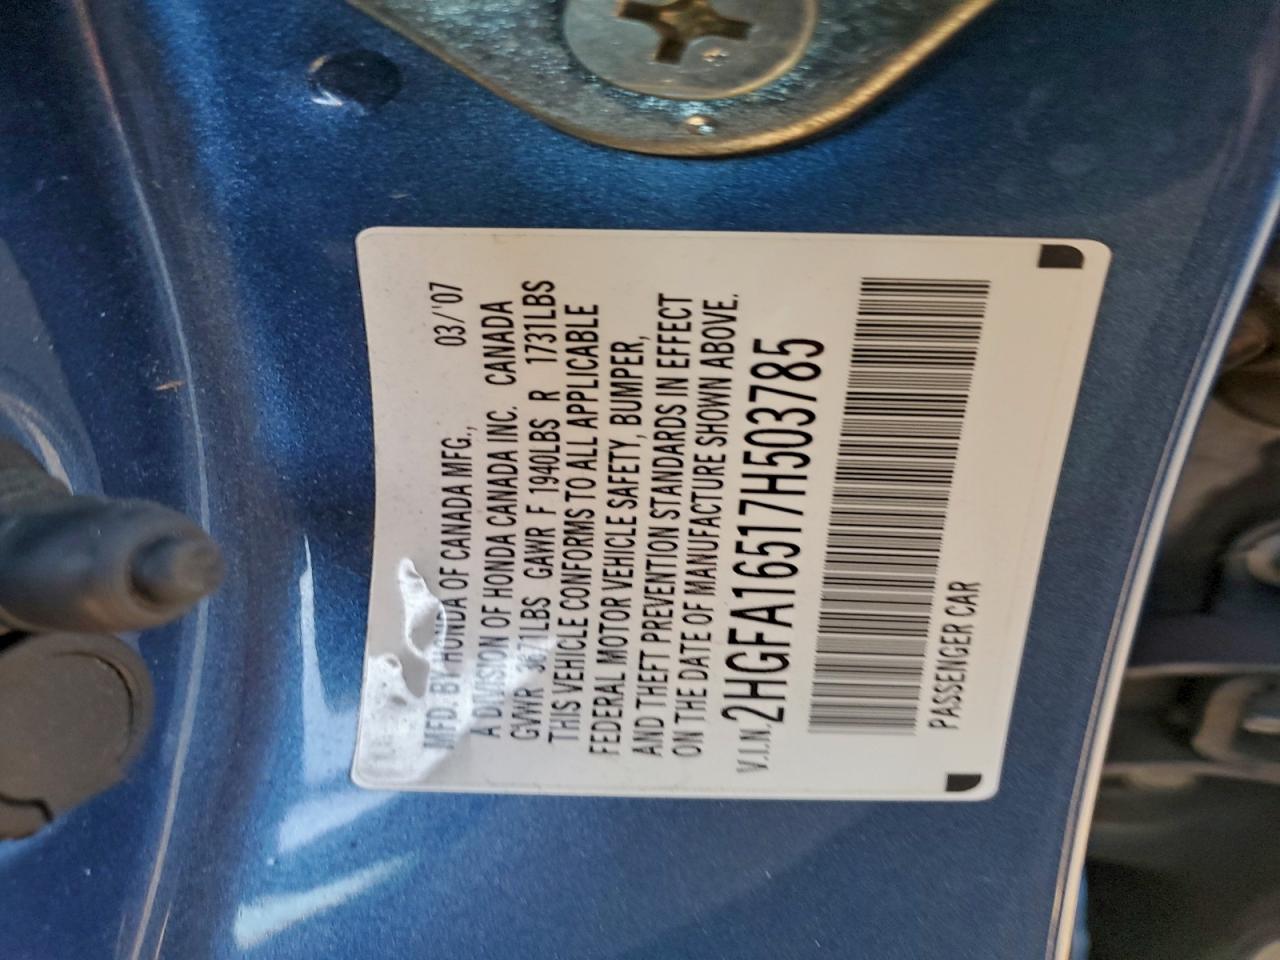 MFD. BY HONDA OF CANADA MFG., 03/'07
A DIVISION OF HONDA CANADA INC. CANADA
GVWR 3671LBS GAWR F 1940LBS R 1731LBS
THIS VEHICLE CONFORMS TO ALL APPLICABLE
FEDERAL MOTOR VEHICLE SAFETY, BUMPER,
AND THEFT PREVENTION STANDARDS IN EFFECT
ON THE DATE OF MANUFACTURE SHOWN ABOVE.
V.I.N. 2HGFA16517H503785
PASSENGER CAR